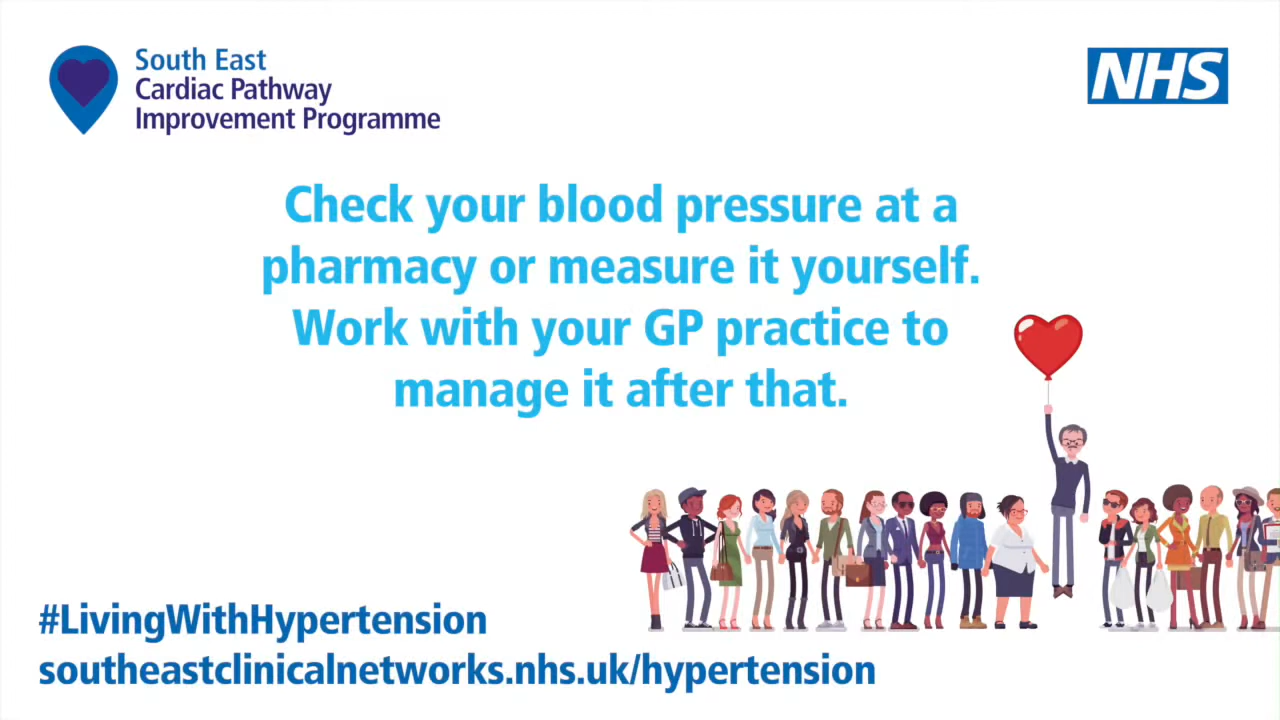 South East
Cardiac Pathway
Improvement Programme
NHS
Check your blood pressure at a
pharmacy or measure it yourself.
Work with your GP practice to
manage it after that.
#LivingWithHypertension
southeastclinicalnetworks.nhs.uk/hypertension